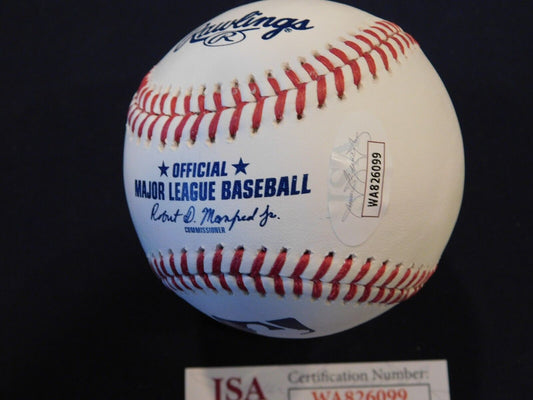 Rawlings
®
OFFICIAL
MAJOR LEAGUE BASEBALL
Robert D. Manfred Jr.
COMMISSIONER
JSA
WA826099
JSA
Certification Number:
WA826099